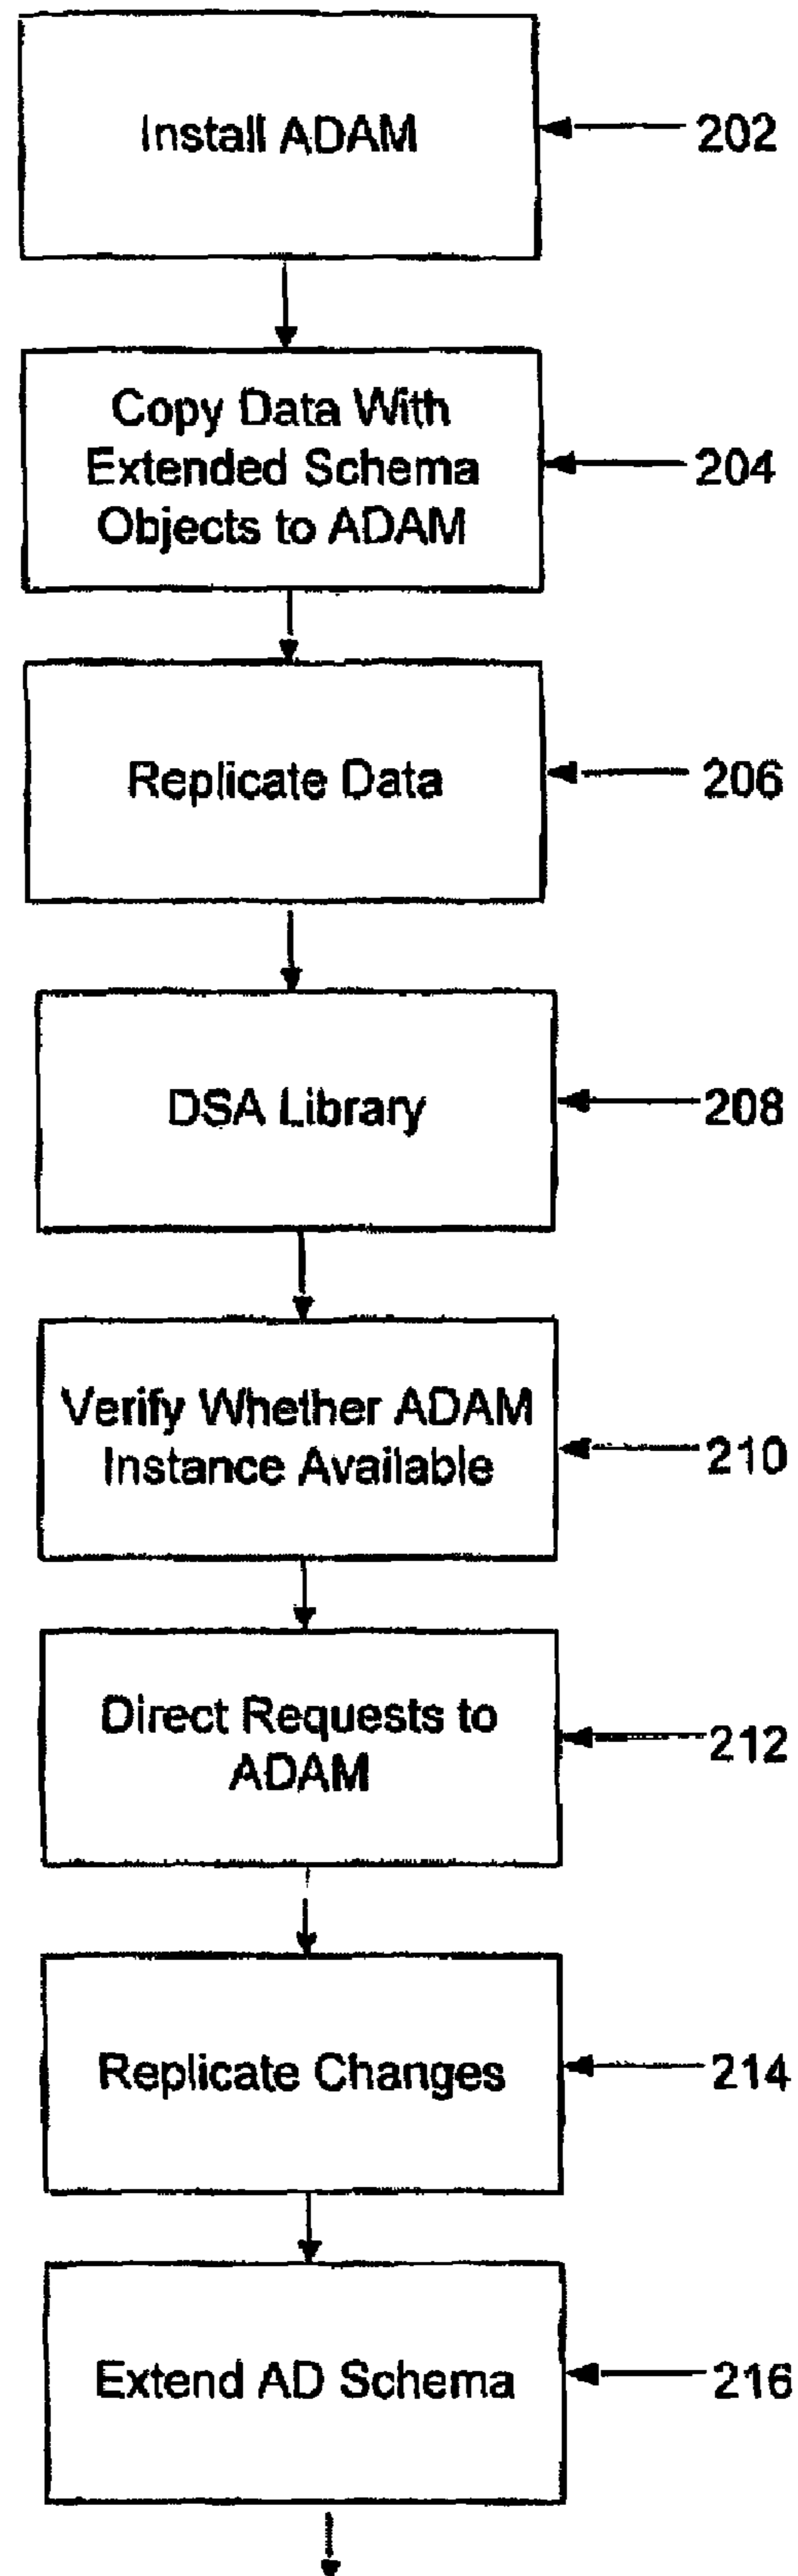 Install ADAM
202
Copy Data With
Extended Schema
Objects to ADAM
204
Replicate Data
206
DSA Library
208
Verify Whether ADAM
Instance Available
210
Direct Requests to
ADAM
212
Replicate Changes
214
Extend AD Schema
216